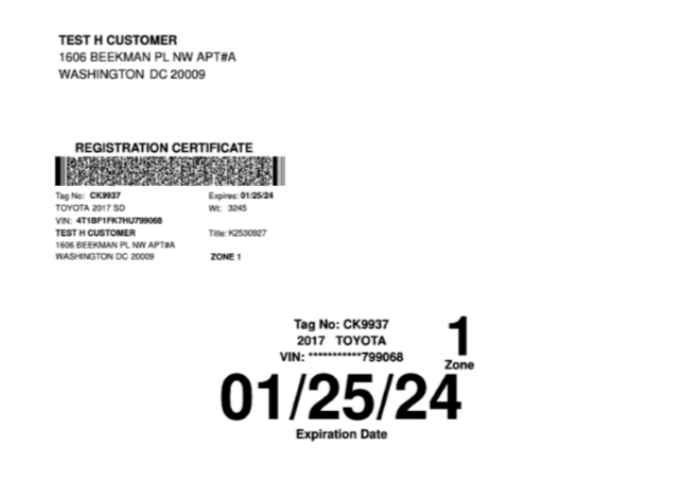 TEST H CUSTOMER
1606 BEEKMAN PL NW APT#A
WASHINGTON DC 20009
REGISTRATION CERTIFICATE
Tag No: CK9937 Expires: 01/25/24
TOYOTA 2017 SD Wt: 3245
VIN: 4T1BF1FK7HU799068
TEST H CUSTOMER Title: K2530927
1606 BEEKMAN PL NW APT#A
WASHINGTON DC 20009 ZONE 1
Tag No: CK9937
2017 TOYOTA
VIN: ***********799068
1
Zone
01/25/24
Expiration Date